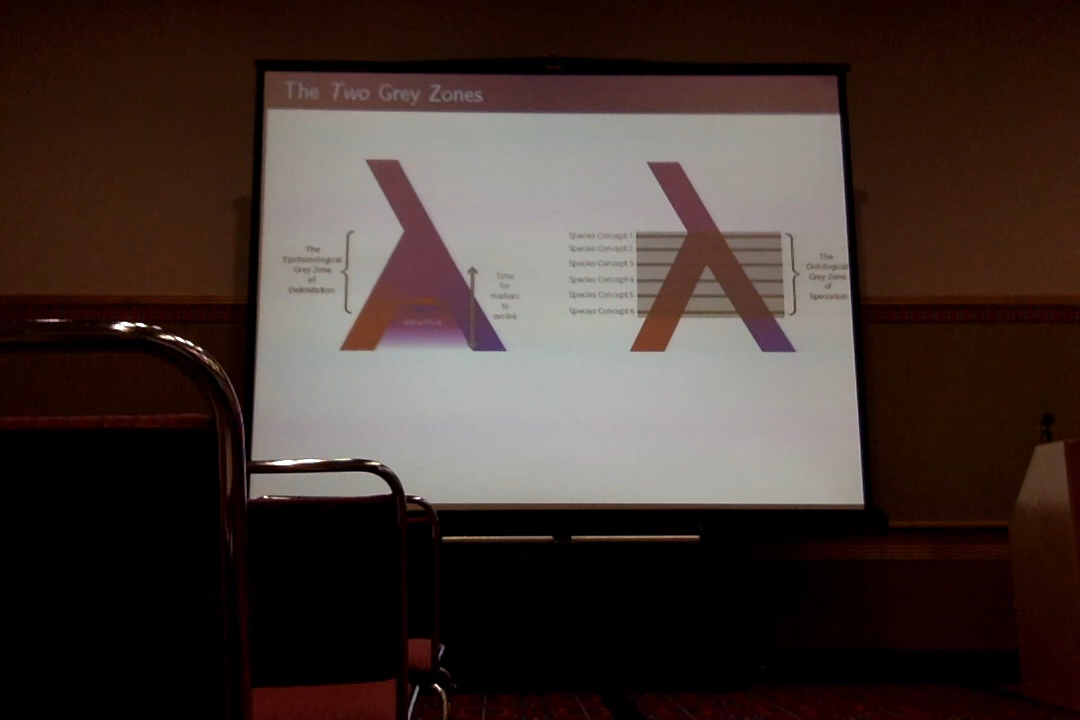 The Two Grey Zones
The
Epistemological
Grey Zone
of
Delimitation
Time
for
markers
to
evolve
Species Concept 1
Species Concept 2
Species Concept 3
Species Concept 4
Species Concept 5
Species Concept 6
The
Ontological
Grey Zone
of
Speciation